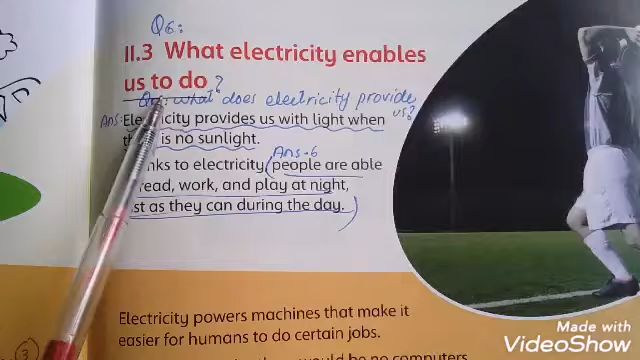 Q6:
11.3 What electricity enables
us to do?
what does electricity provide
us?
Ans: Electricity provides us with light when
is no sunlight.
to electricity, people are able
Ans-6
read, work, and play at night,
as they can during the day.
Electricity powers machines that make it
easier for humans to do certain jobs.
would be no computers
3
Made with
VideoShow